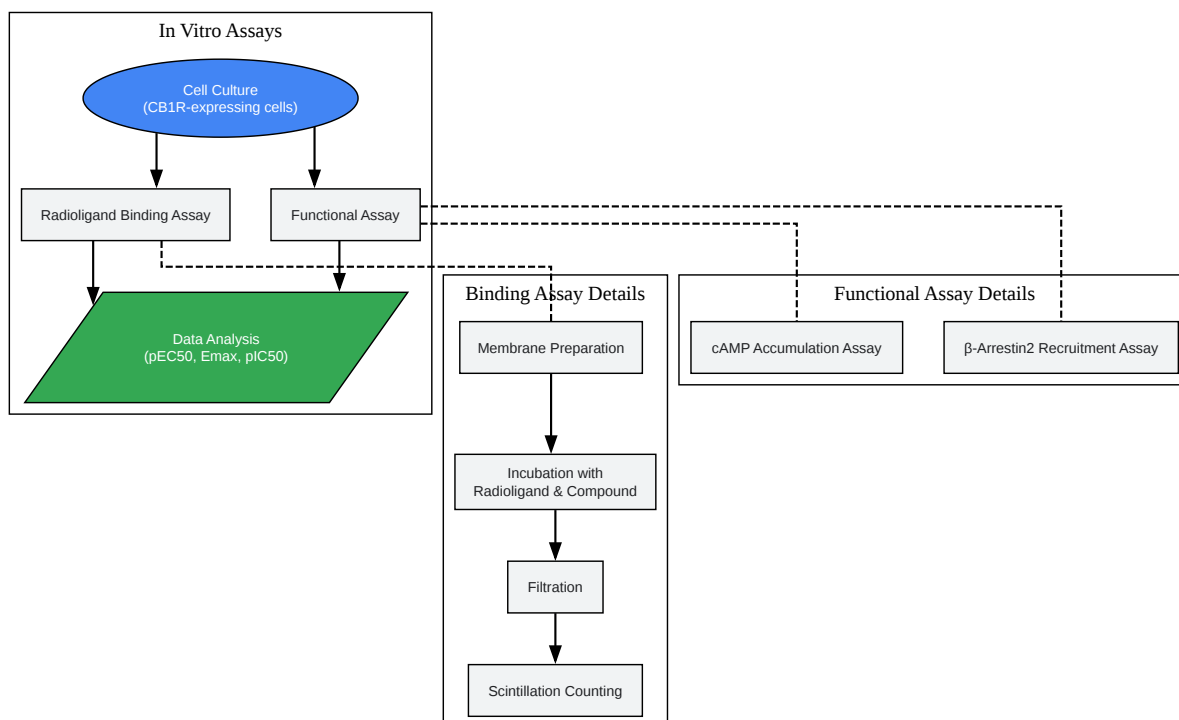 In Vitro Assays
Cell Culture
(CB1R-expressing cells)
Radioligand Binding Assay
Functional Assay
Data Analysis
(pEC50, Emax, pIC50)
Binding Assay Details
Membrane Preparation
Incubation with
Radioligand & Compound
Filtration
Scintillation Counting
Functional Assay Details
cAMP Accumulation Assay
β-Arrestin2 Recruitment Assay